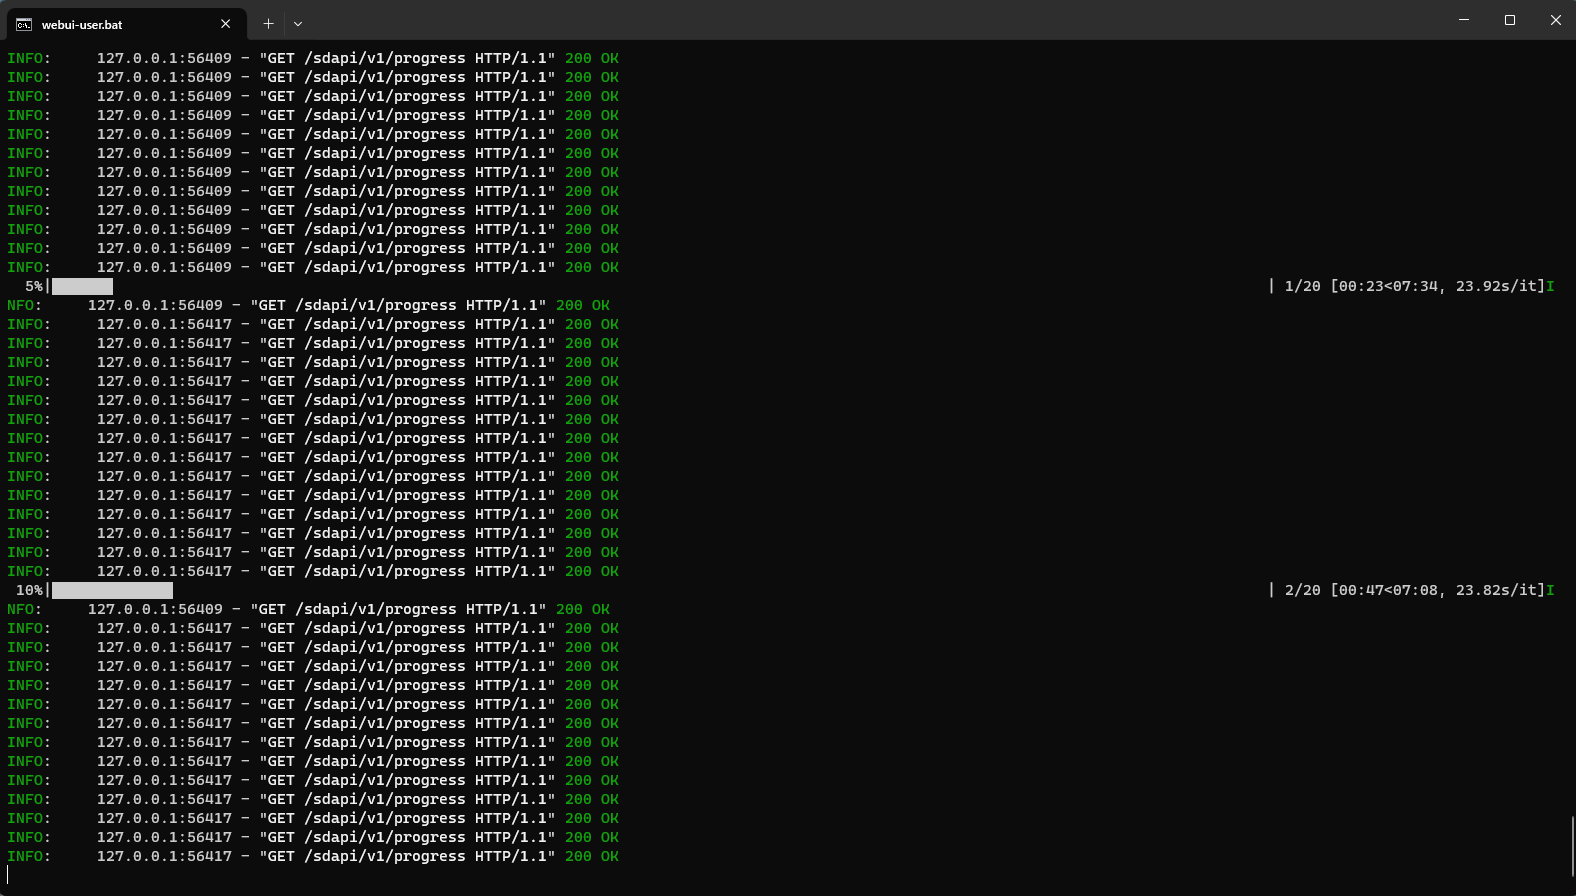 webui-user.bat
INFO:     127.0.0.1:56409 - "GET /sdapi/v1/progress HTTP/1.1" 200 OK
INFO:     127.0.0.1:56409 - "GET /sdapi/v1/progress HTTP/1.1" 200 OK
INFO:     127.0.0.1:56409 - "GET /sdapi/v1/progress HTTP/1.1" 200 OK
INFO:     127.0.0.1:56409 - "GET /sdapi/v1/progress HTTP/1.1" 200 OK
INFO:     127.0.0.1:56409 - "GET /sdapi/v1/progress HTTP/1.1" 200 OK
INFO:     127.0.0.1:56409 - "GET /sdapi/v1/progress HTTP/1.1" 200 OK
INFO:     127.0.0.1:56409 - "GET /sdapi/v1/progress HTTP/1.1" 200 OK
INFO:     127.0.0.1:56409 - "GET /sdapi/v1/progress HTTP/1.1" 200 OK
INFO:     127.0.0.1:56409 - "GET /sdapi/v1/progress HTTP/1.1" 200 OK
INFO:     127.0.0.1:56409 - "GET /sdapi/v1/progress HTTP/1.1" 200 OK
INFO:     127.0.0.1:56409 - "GET /sdapi/v1/progress HTTP/1.1" 200 OK
INFO:     127.0.0.1:56409 - "GET /sdapi/v1/progress HTTP/1.1" 200 OK
5%| | 1/20 [00:23<07:34, 23.92s/it]I
NFO:     127.0.0.1:56409 - "GET /sdapi/v1/progress HTTP/1.1" 200 OK
INFO:     127.0.0.1:56417 - "GET /sdapi/v1/progress HTTP/1.1" 200 OK
INFO:     127.0.0.1:56417 - "GET /sdapi/v1/progress HTTP/1.1" 200 OK
INFO:     127.0.0.1:56417 - "GET /sdapi/v1/progress HTTP/1.1" 200 OK
INFO:     127.0.0.1:56417 - "GET /sdapi/v1/progress HTTP/1.1" 200 OK
INFO:     127.0.0.1:56417 - "GET /sdapi/v1/progress HTTP/1.1" 200 OK
INFO:     127.0.0.1:56417 - "GET /sdapi/v1/progress HTTP/1.1" 200 OK
INFO:     127.0.0.1:56417 - "GET /sdapi/v1/progress HTTP/1.1" 200 OK
INFO:     127.0.0.1:56417 - "GET /sdapi/v1/progress HTTP/1.1" 200 OK
INFO:     127.0.0.1:56417 - "GET /sdapi/v1/progress HTTP/1.1" 200 OK
INFO:     127.0.0.1:56417 - "GET /sdapi/v1/progress HTTP/1.1" 200 OK
INFO:     127.0.0.1:56417 - "GET /sdapi/v1/progress HTTP/1.1" 200 OK
INFO:     127.0.0.1:56417 - "GET /sdapi/v1/progress HTTP/1.1" 200 OK
INFO:     127.0.0.1:56417 - "GET /sdapi/v1/progress HTTP/1.1" 200 OK
INFO:     127.0.0.1:56417 - "GET /sdapi/v1/progress HTTP/1.1" 200 OK
10%| | 2/20 [00:47<07:08, 23.82s/it]I
NFO:     127.0.0.1:56409 - "GET /sdapi/v1/progress HTTP/1.1" 200 OK
INFO:     127.0.0.1:56417 - "GET /sdapi/v1/progress HTTP/1.1" 200 OK
INFO:     127.0.0.1:56417 - "GET /sdapi/v1/progress HTTP/1.1" 200 OK
INFO:     127.0.0.1:56417 - "GET /sdapi/v1/progress HTTP/1.1" 200 OK
INFO:     127.0.0.1:56417 - "GET /sdapi/v1/progress HTTP/1.1" 200 OK
INFO:     127.0.0.1:56417 - "GET /sdapi/v1/progress HTTP/1.1" 200 OK
INFO:     127.0.0.1:56417 - "GET /sdapi/v1/progress HTTP/1.1" 200 OK
INFO:     127.0.0.1:56417 - "GET /sdapi/v1/progress HTTP/1.1" 200 OK
INFO:     127.0.0.1:56417 - "GET /sdapi/v1/progress HTTP/1.1" 200 OK
INFO:     127.0.0.1:56417 - "GET /sdapi/v1/progress HTTP/1.1" 200 OK
INFO:     127.0.0.1:56417 - "GET /sdapi/v1/progress HTTP/1.1" 200 OK
INFO:     127.0.0.1:56417 - "GET /sdapi/v1/progress HTTP/1.1" 200 OK
INFO:     127.0.0.1:56417 - "GET /sdapi/v1/progress HTTP/1.1" 200 OK
INFO:     127.0.0.1:56417 - "GET /sdapi/v1/progress HTTP/1.1" 200 OK